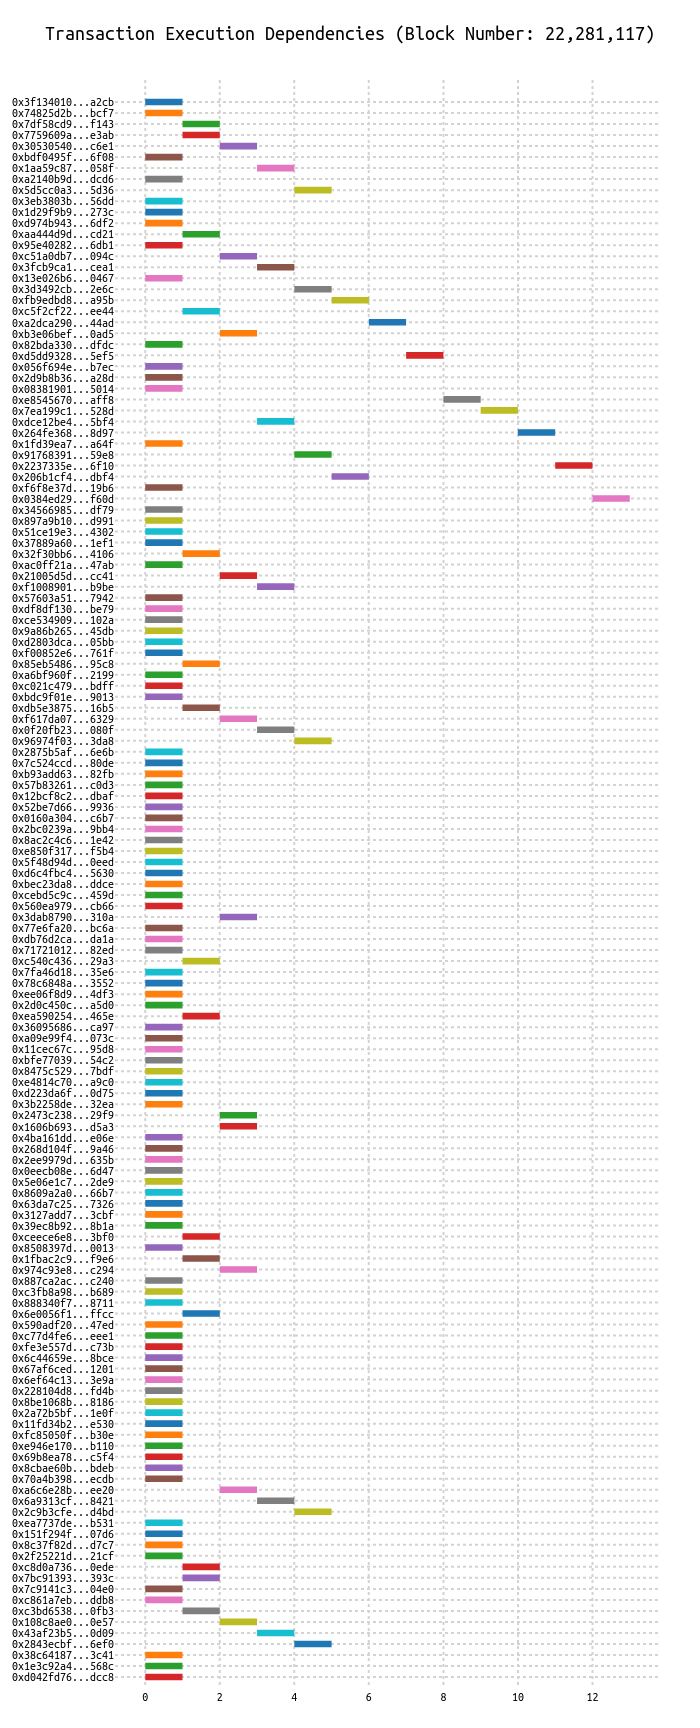 Transaction Execution Dependencies (Block Number: 22,281,117)
0x3f134010...a2cb
0x74825d2b...bcf7
0x7df58cd9...f143
0x7759609a...e3ab
0x30530540...c6e1
0xbdf0495f...6f08
0x1aa59c87...058f
0xa2140b9d...dcd6
0x5d5cc0a3...5d36
0x3eb3803b...56dd
0x1d29f9b9...273c
0xd974b943...6df2
0xaa444d9d...cd21
0x95e40282...6db1
0xc51a0db7...094c
0x3fcb9ca1...cea1
0x13e026b6...0467
0x3d3492cb...2e6c
0xfb9edbd8...a95b
0xc5f2cf22...ee44
0xa2dca290...44ad
0xb3e06bef...0ad5
0x82bda330...dfdc
0xd5dd9328...5ef5
0x056f694e...b7ec
0x2d9b8b36...a28d
0x08381901...5014
0xe8545670...aff8
0x7ea199c1...528d
0xdce12be4...5bf4
0x264fe368...8d97
0x1fd39ea7...a64f
0x91768391...59e8
0x2237335e...6f10
0x206b1cf4...dbf4
0xf6f8e37d...19b6
0x0384ed29...f60d
0x34566985...df79
0x897a9b10...d991
0x51ce19e3...4302
0x37889a60...1ef1
0x32f30bb6...4106
0xac0ff21a...47ab
0x21005d5d...cc41
0xf1008901...b9be
0x57603a51...7942
0xdf8df130...be79
0xce534909...102a
0x9a86b265...45db
0xd2803dca...05bb
0xf00852e6...761f
0x85eb5486...95c8
0xa6bf960f...2199
0xc021c479...bdff
0xbdc9f01e...9013
0xdb5e3875...16b5
0xf617da07...6329
0x0f20fb23...080f
0x96974f03...3da8
0x2875b5af...6e6b
0x7c524ccd...80de
0xb93add63...82fb
0x57b83261...c0d3
0x12bcf8c2...dbaf
0x52be7d66...9936
0x0160a304...c6b7
0x2bc0239a...9bb4
0x8ac2c4c6...1e42
0xe850f317...f5b4
0x5f48d94d...0eed
0xd6c4fbc4...5630
0xbec23da8...ddce
0xcebd5c9c...459d
0x560ea979...cb66
0x3dab8790...310a
0x77e6fa20...bc6a
0xdb76d2ca...da1a
0x71721012...82ed
0xc540c436...29a3
0x7fa46d18...35e6
0x78c6848a...3552
0xee06f8d9...4df3
0x2d0c450c...a5d0
0xea590254...465e
0x36095686...ca97
0xa09e99f4...073c
0x11cec67c...95d8
0xbfe77039...54c2
0x8475c529...7bdf
0xe4814c70...a9c0
0xd223da6f...0d75
0x3b2258de...32ea
0x2473c238...29f9
0x1606b693...d5a3
0x4ba161dd...e06e
0x268d104f...9a46
0x2ee9979d...635b
0x0eecb08e...6d47
0x5e06e1c7...2de9
0x8609a2a0...66b7
0x63da7c25...7326
0x3127add7...3cbf
0x39ec8b92...8b1a
0xceece6e8...3bf0
0x8508397d...0013
0x1fbac2c9...f9e6
0x974c93e8...c294
0x887ca2ac...c240
0xc3fb8a98...b689
0x888340f7...8711
0x6e0056f1...ffcc
0x590adf20...47ed
0xc77d4fe6...eee1
0xfe3e557d...c73b
0x6c44659e...8bce
0x67af6ced...1201
0x6ef64c13...3e9a
0x228104d8...fd4b
0x8be1068b...8186
0x2a72b5bf...1e0f
0x11fd34b2...e530
0xfc85050f...b30e
0xe946e170...b110
0x69b8ea78...c5f4
0x8cbae60b...bdeb
0x70a4b398...ecdb
0xa6c6e28b...ee20
0x6a9313cf...8421
0x2c9b3cfe...d4bd
0xea7737de...b531
0x151f294f...07d6
0x8c37f82d...d7c7
0x2f25221d...21cf
0xc8d0a736...0ede
0x7bc91393...393c
0x7c9141c3...04e0
0xc861a7eb...ddb8
0xc3bd6538...0fb3
0x108c8ae0...0e57
0x43af23b5...0d09
0x2843ecbf...6ef0
0x38c64187...3c41
0x1e3c92a4...568c
0xd042fd76...dcc8
0 2 4 6 8 10 12